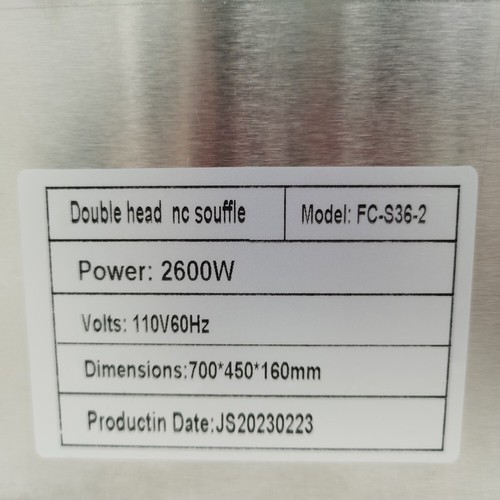 Double head nc souffle Model: FC-S36-2
Power: 2600W
Volts: 110V60Hz
Dimensions:700*450*160mm
Productin Date:JS20230223